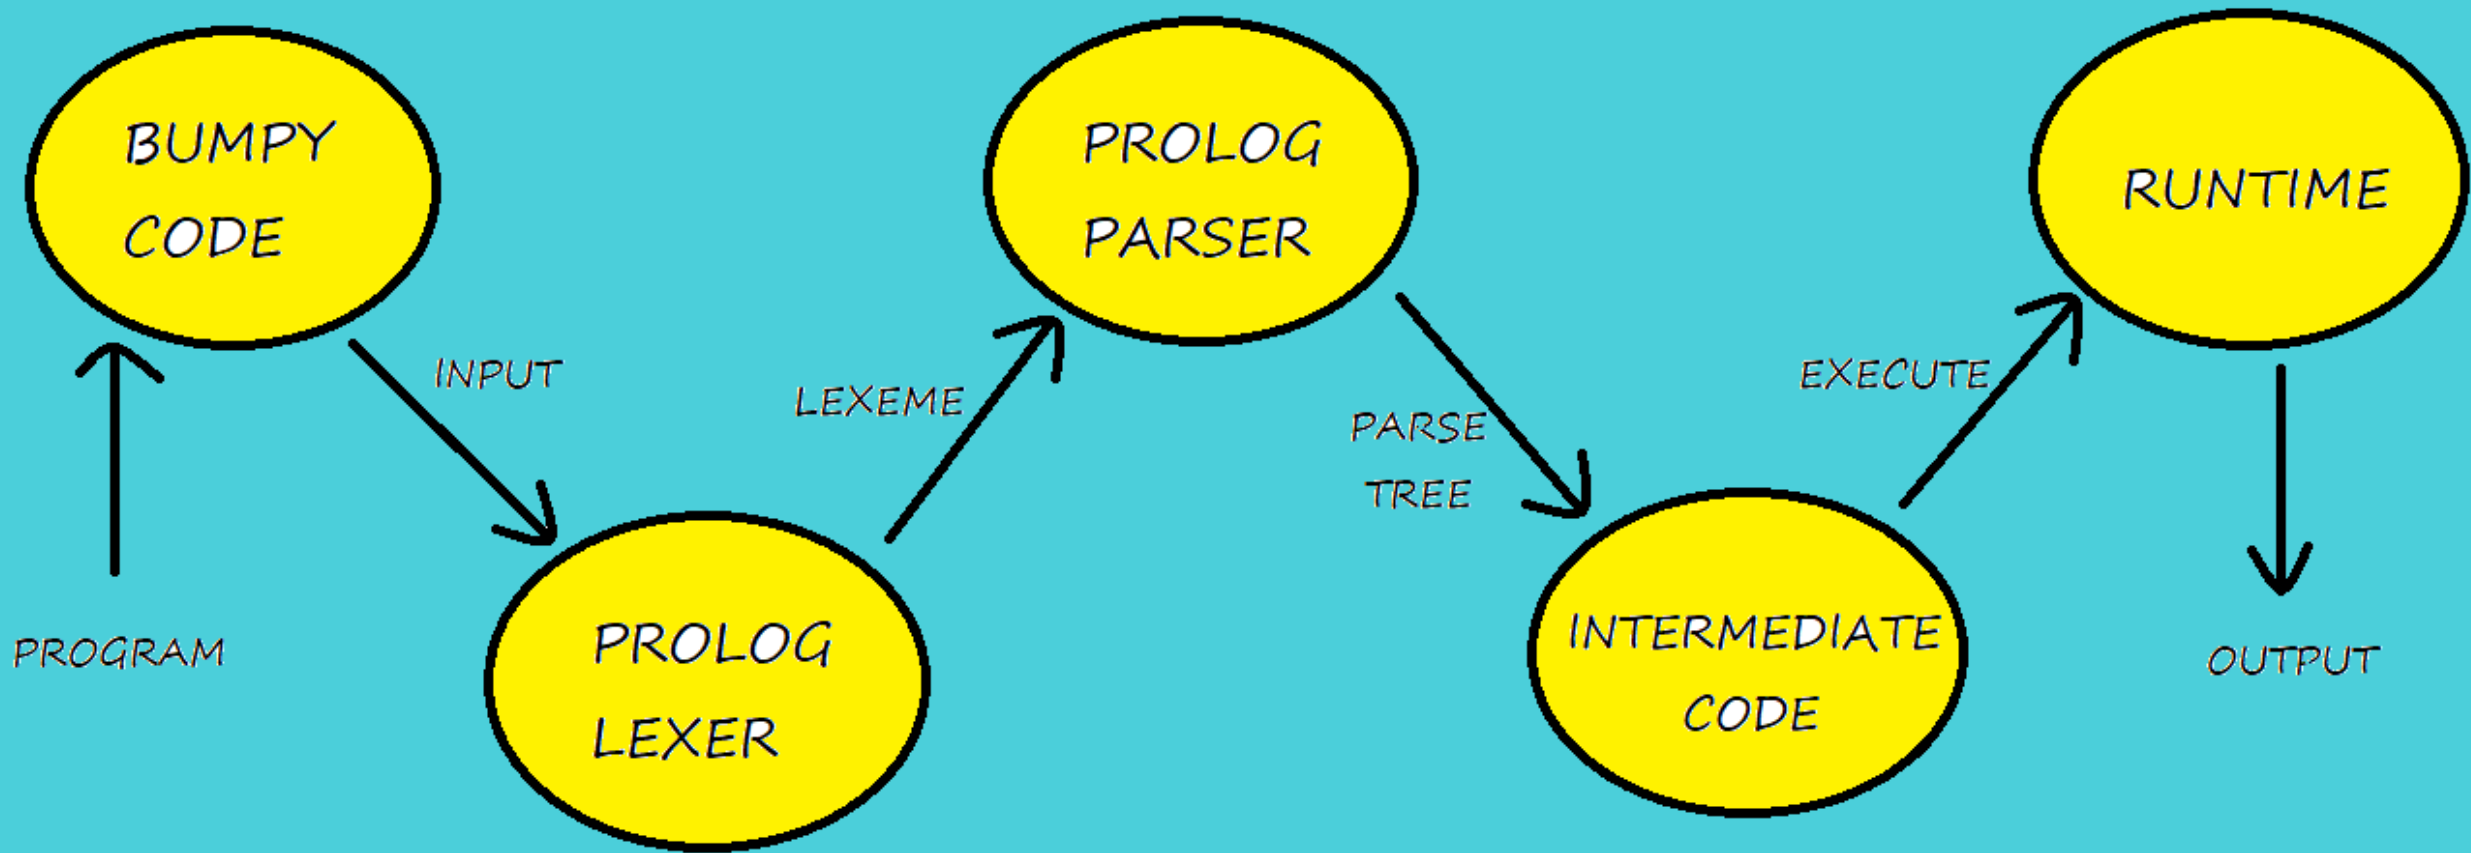 BUMPY
CODE
PROGRAM
INPUT
PROLOG
LEXER
LEXEME
PROLOG
PARSER
PARSE
TREE
INTERMEDIATE
CODE
EXECUTE
RUNTIME
OUTPUT